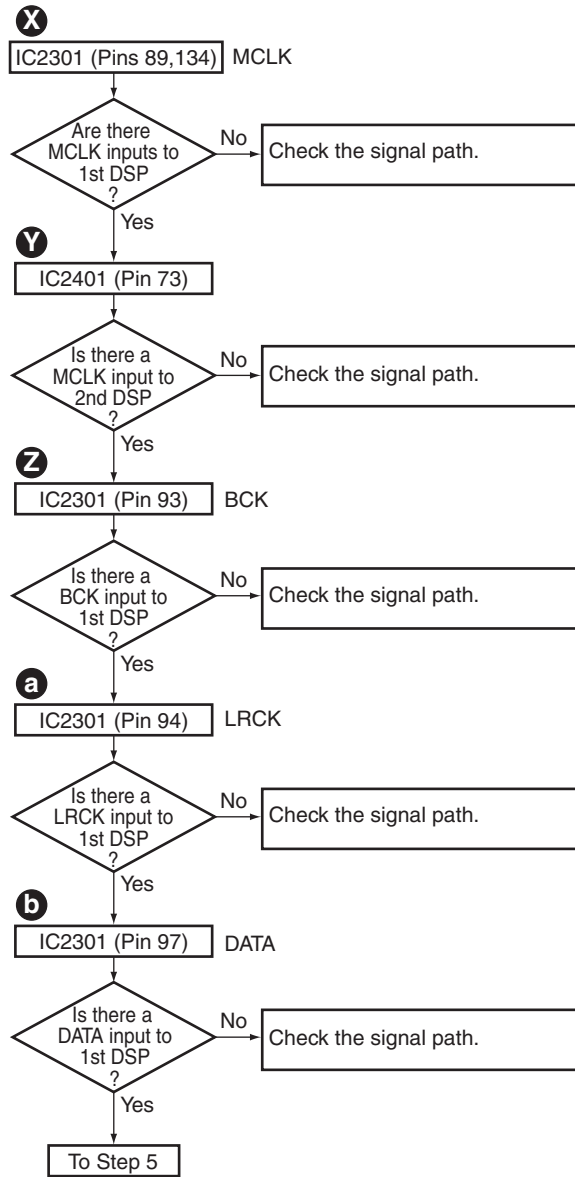 X
IC2301 (Pins 89,134) MCLK
Are there
MCLK inputs to
1st DSP
?
No
Check the signal path.
Yes
Y
IC2401 (Pin 73)
Is there a
MCLK input to
2nd DSP
?
No
Check the signal path.
Yes
Z
IC2301 (Pin 93) BCK
Is there a
BCK input to
1st DSP
?
No
Check the signal path.
Yes
a
IC2301 (Pin 94) LRCK
Is there a
LRCK input to
1st DSP
?
No
Check the signal path.
Yes
b
IC2301 (Pin 97) DATA
Is there a
DATA input to
1st DSP
?
No
Check the signal path.
Yes
To Step 5